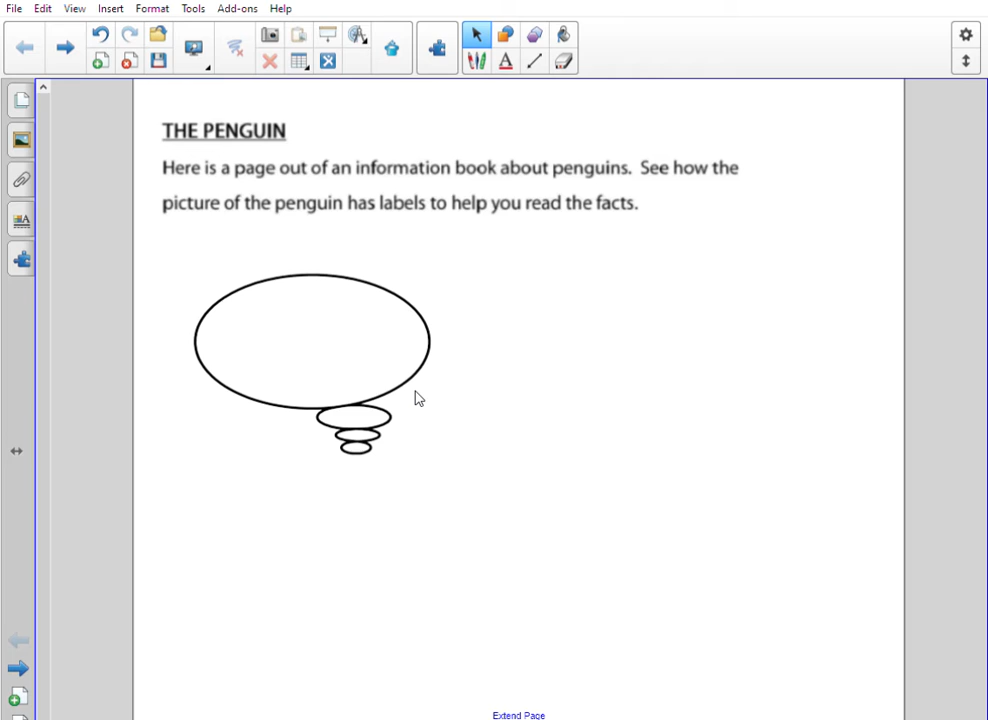 File Edit View Insert Format Tools Add-ons Help
THE PENGUIN
Here is a page out of an information book about penguins. See how the
picture of the penguin has labels to help you read the facts.
Extend Page